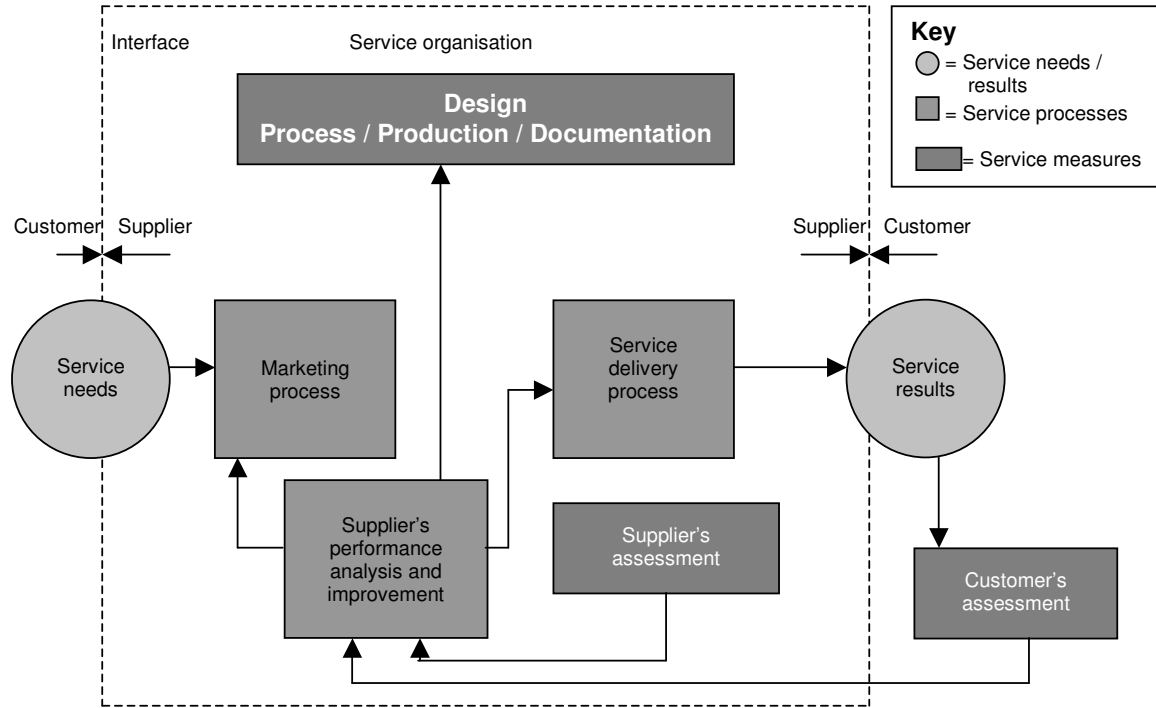 Interface
Service organisation
Key
= Service needs /
results
= Service processes
= Service measures
Design
Process / Production / Documentation
Customer
Supplier
Supplier
Customer
Service
needs
Marketing
process
Service
delivery
process
Service
results
Supplier’s
performance
analysis and
improvement
Supplier’s
assessment
Customer’s
assessment